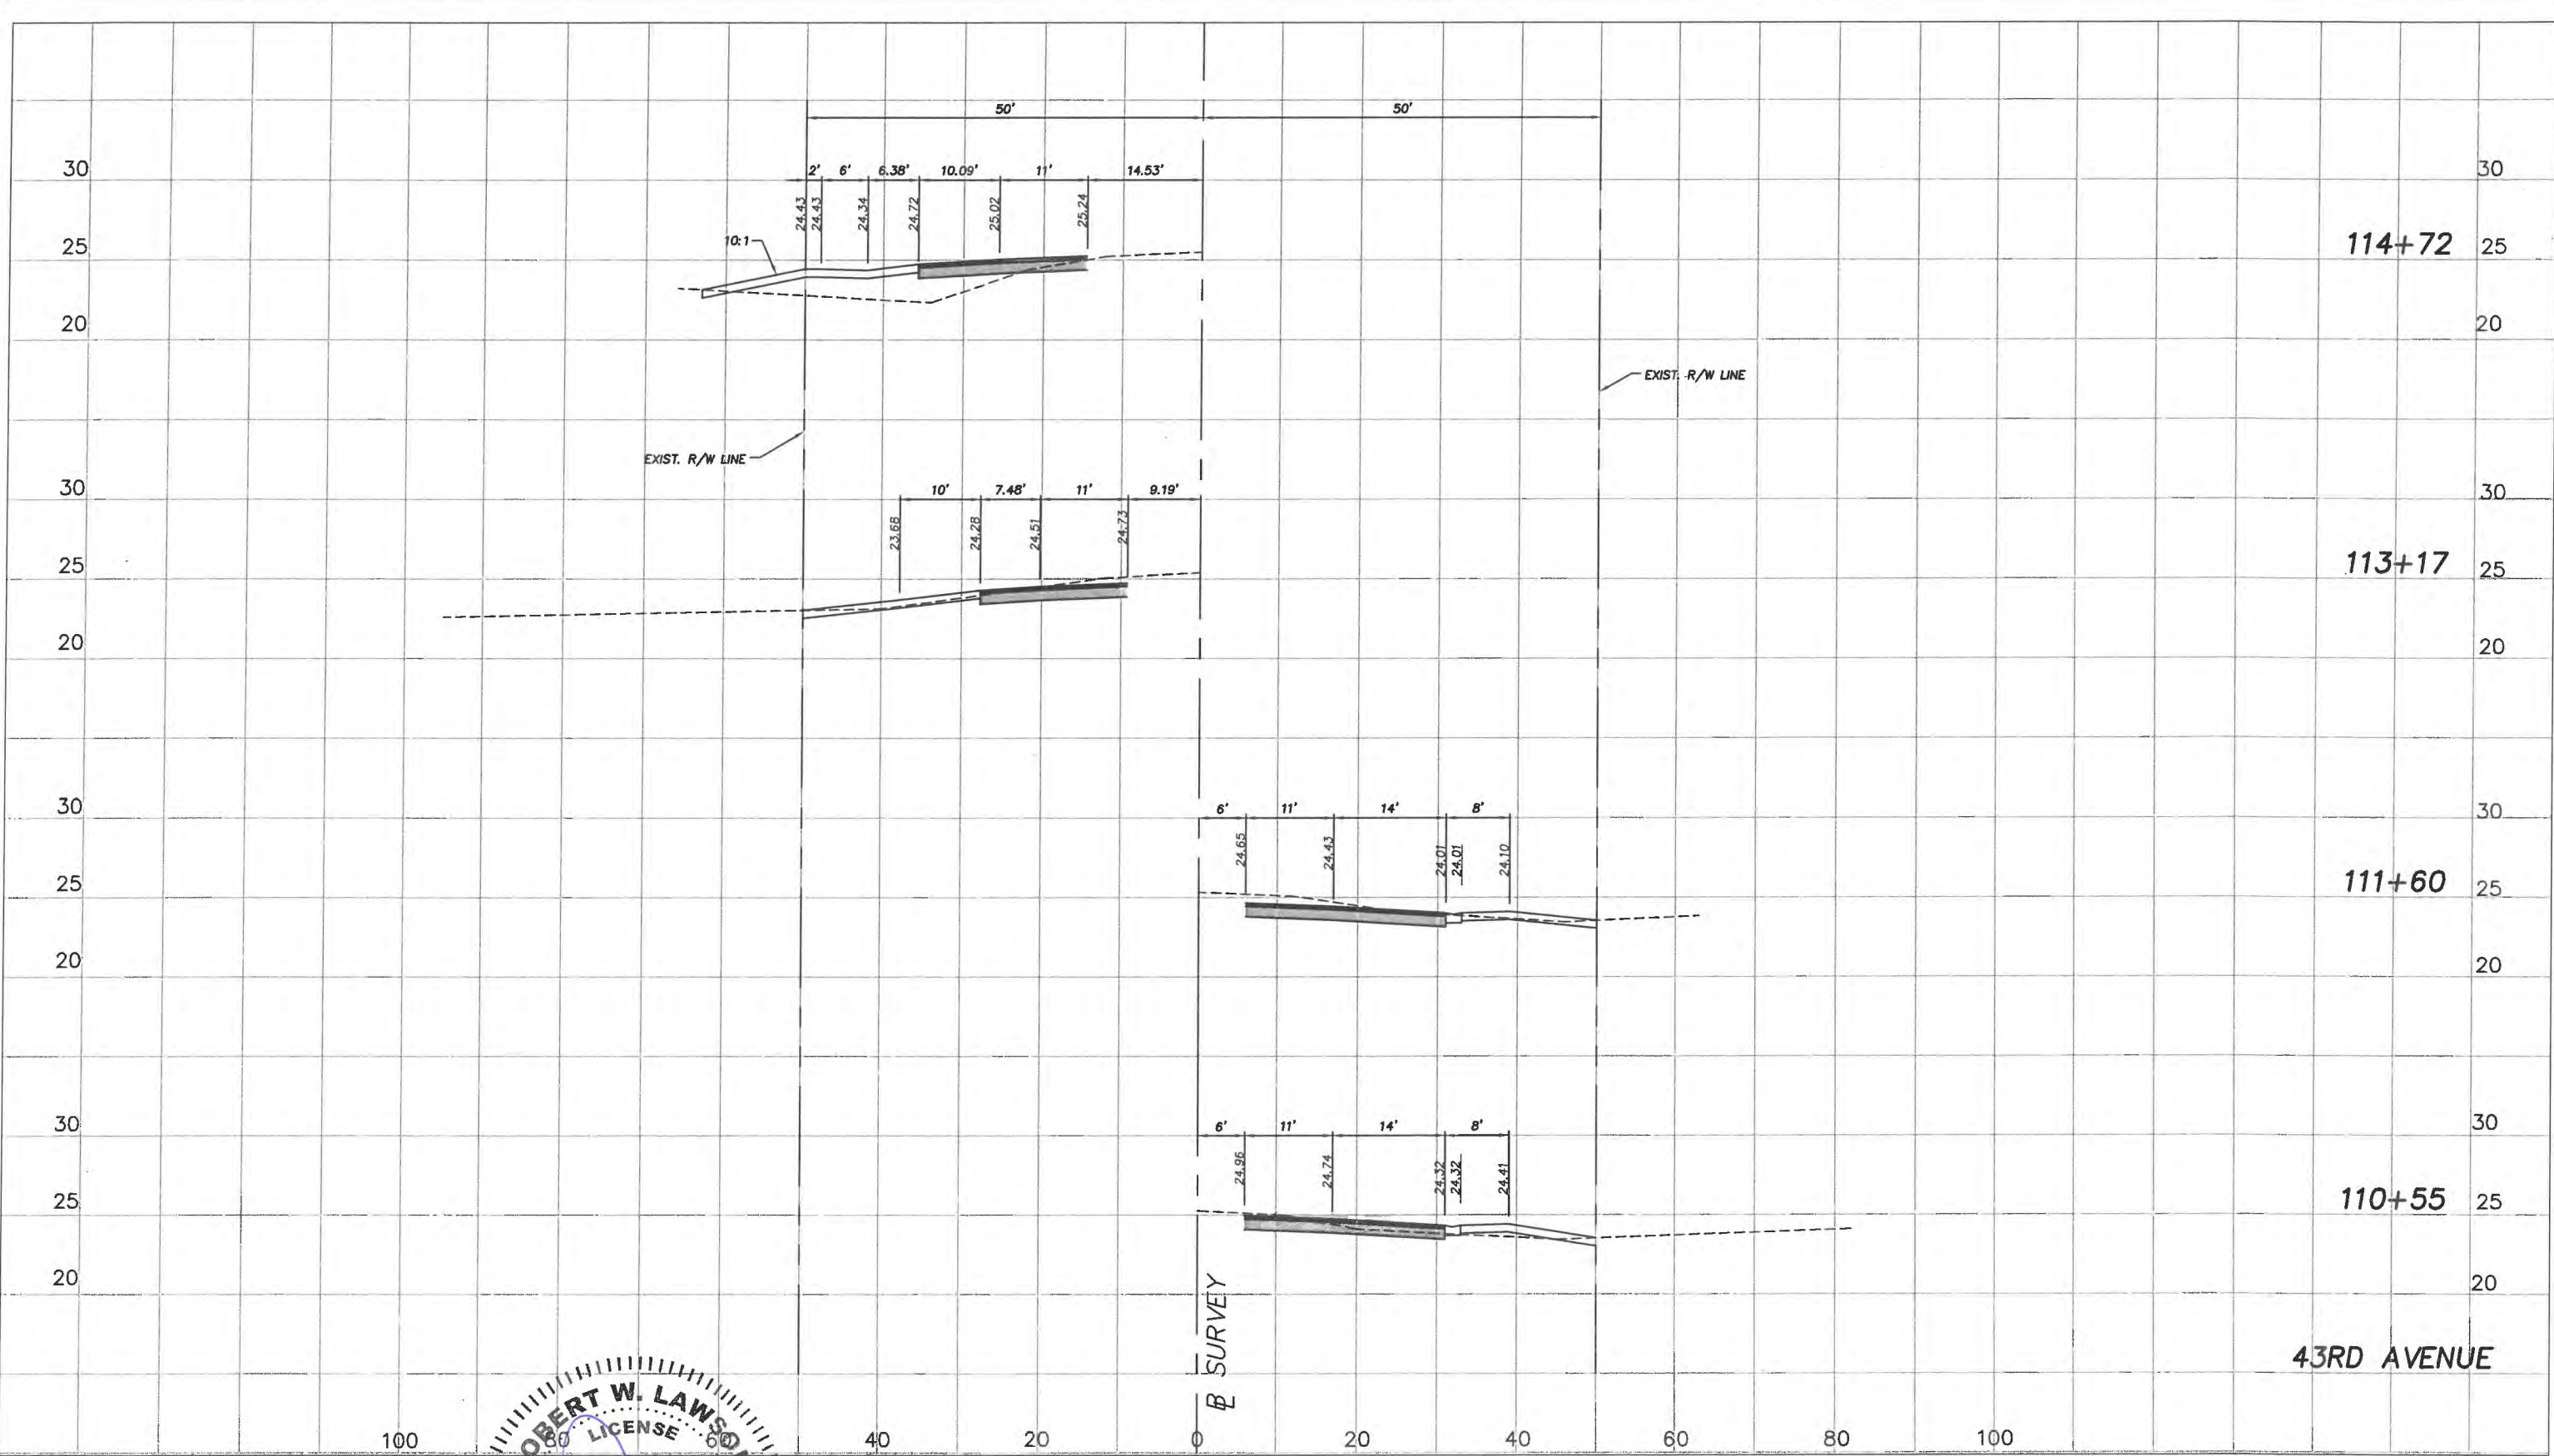 50' 50'
30 2' 6' 6.38' 10.09' 11' 14.53' 30
24.43 24.43 24.34 24.72 25.02 25.24
10:1
25 114+72 25
20 20
EXIST. R/W LINE
EXIST. R/W LINE
30 10' 7.48' 11' 9.19' 30
23.68 24.28 24.51 24.73
25 113+17 25
20 20
30 6' 11' 14' 8' 30
24.65 24.43 24.01 24.01 24.10
25 111+60 25
20 20
30 6' 11' 14' 8' 30
24.96 24.74 24.32 24.32 24.41
25 110+55 25
20 20
BL SURVEY
43RD AVENUE
OBERT W. LAWSO
LICENSE
100 80 60 40 20 0 20 40 60 80 100